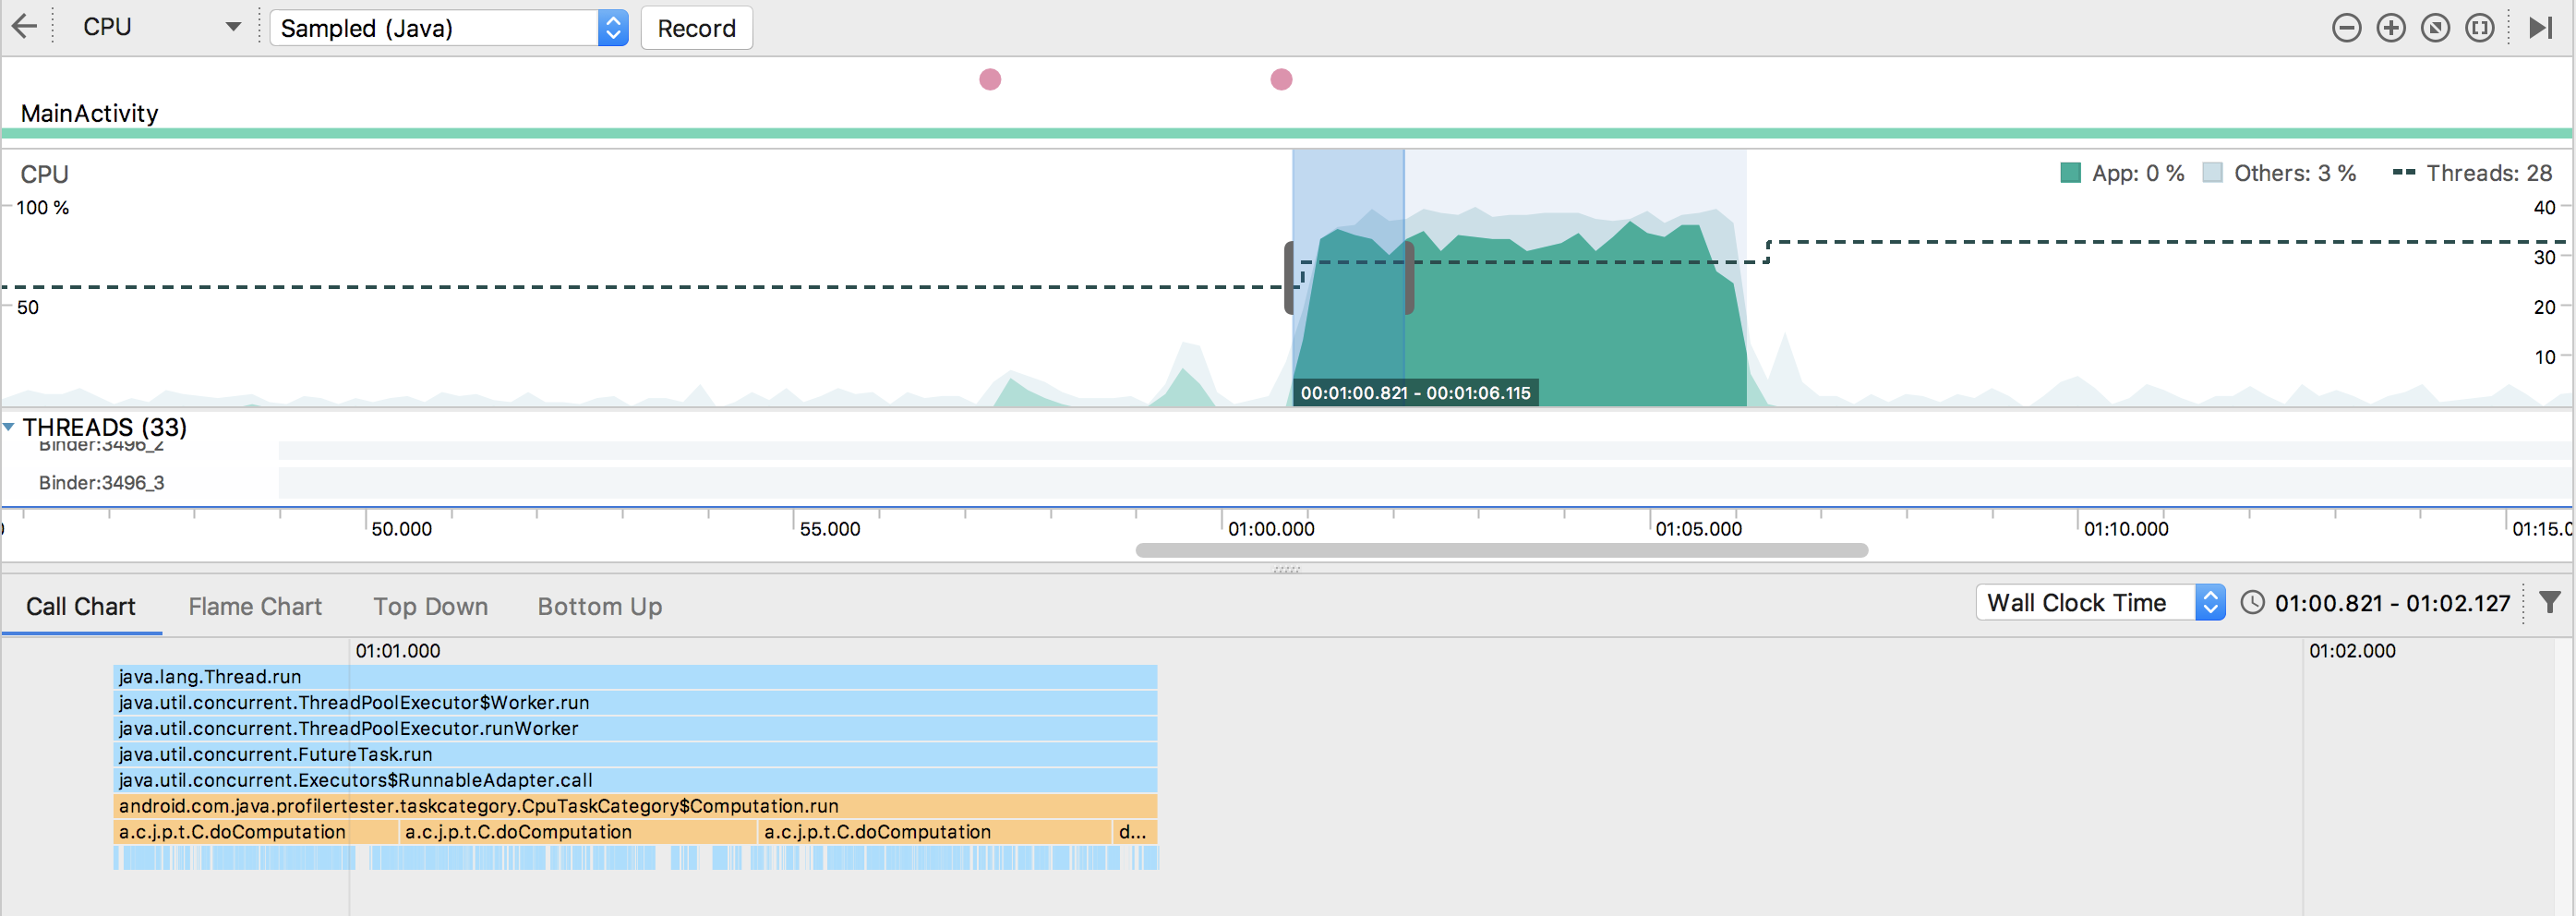 CPU Sampled (Java) Record
MainActivity
CPU
App: 0 % Others: 3 % Threads: 28
100 %
40
30
50
20
10
00:01:00.821 - 00:01:06.115
THREADS (33)
Binder:3496_2
Binder:3496_3
50.000 55.000 01:00.000 01:05.000 01:10.000 01:15.0
Call Chart Flame Chart Top Down Bottom Up Wall Clock Time 01:00.821 - 01:02.127
01:01.000 01:02.000
java.lang.Thread.run
java.util.concurrent.ThreadPoolExecutor$Worker.run
java.util.concurrent.ThreadPoolExecutor.runWorker
java.util.concurrent.FutureTask.run
java.util.concurrent.Executors$RunnableAdapter.call
android.com.java.profilertester.taskcategory.CpuTaskCategory$Computation.run
a.c.j.p.t.C.doComputation a.c.j.p.t.C.doComputation a.c.j.p.t.C.doComputation d...